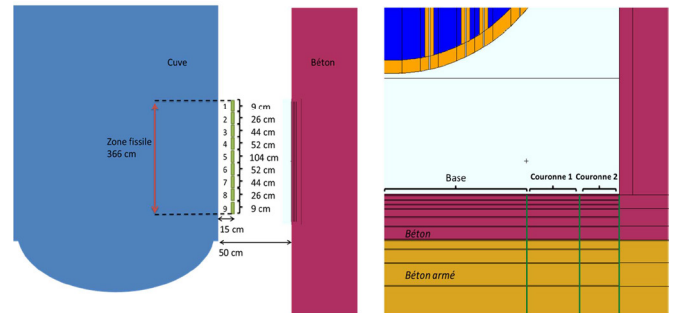 Cuve
Béton
Zone fissile
366 cm
1 9 cm
2 26 cm
3 44 cm
4 52 cm
5 104 cm
6 52 cm
7 44 cm
8 26 cm
9 9 cm
15 cm
50 cm
Base Couronne 1 Couronne 2
Béton
Béton armé